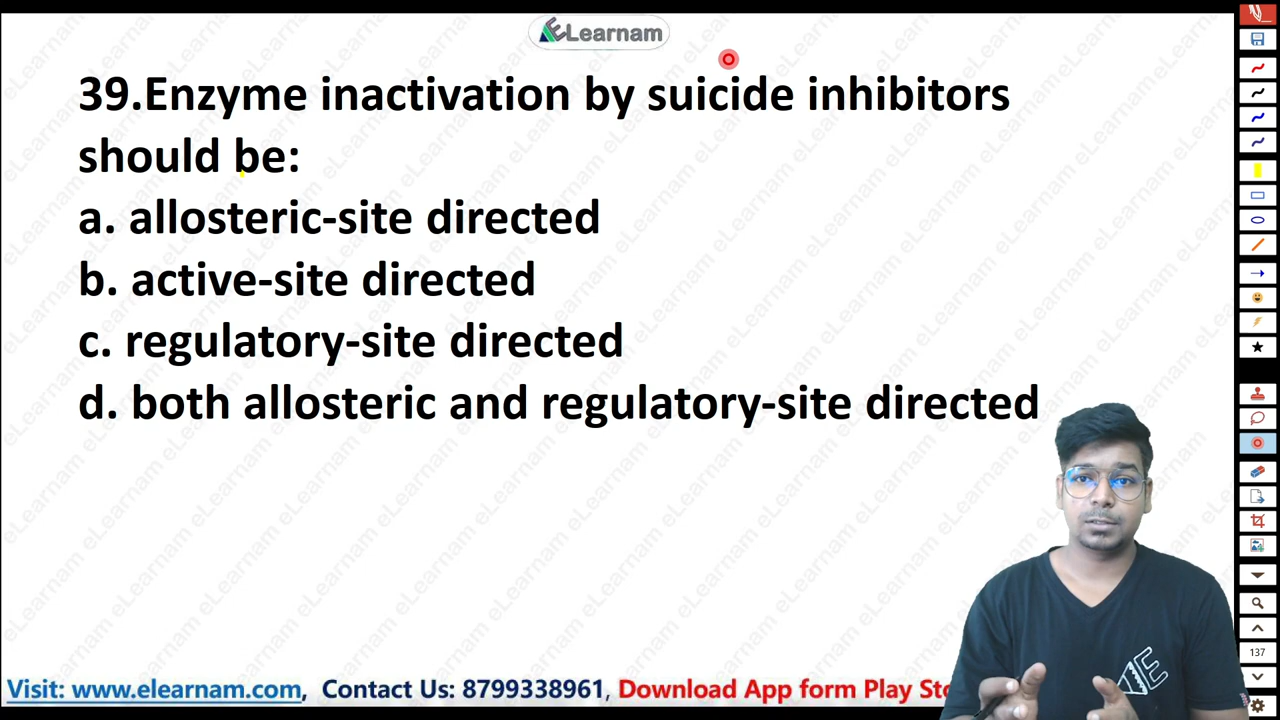 ELearnam
39.Enzyme inactivation by suicide inhibitors
should be:
a. allosteric-site directed
b. active-site directed
c. regulatory-site directed
d. both allosteric and regulatory-site directed
137
Visit: www.elearnam.com, Contact Us: 8799338961, Download App form Play Sto